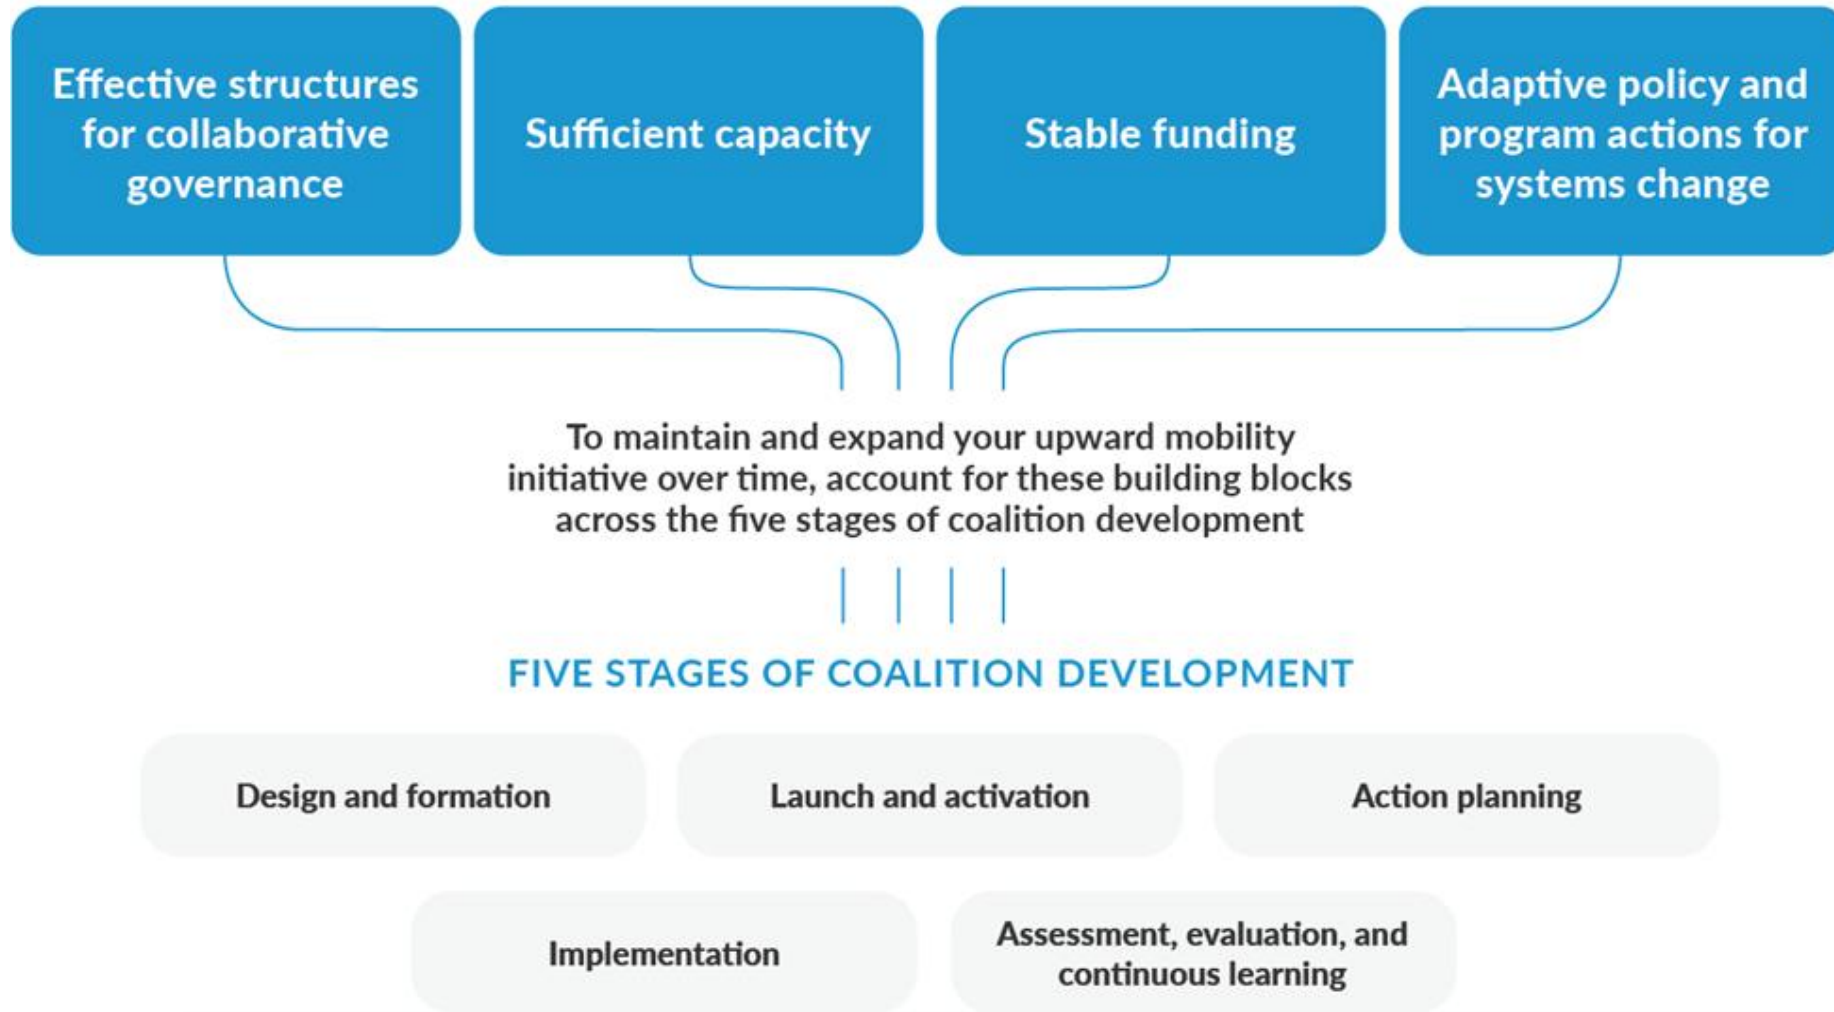 Effective structures
for collaborative
governance
Sufficient capacity
Stable funding
Adaptive policy and
program actions for
systems change
To maintain and expand your upward mobility
initiative over time, account for these building blocks
across the five stages of coalition development
FIVE STAGES OF COALITION DEVELOPMENT
Design and formation
Launch and activation
Action planning
Implementation
Assessment, evaluation, and
continuous learning